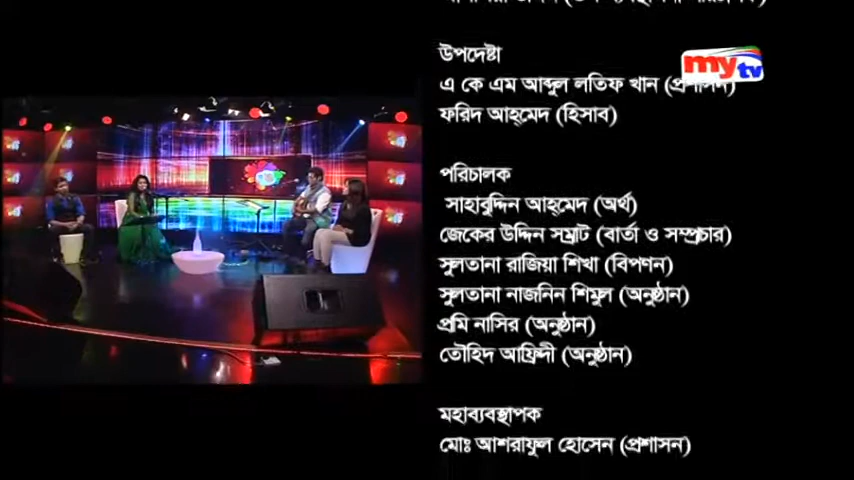 my tv
উপদেষ্টা
এ কে এম আব্দুল লতিফ খান (প্রশাসন)
ফরিদ আহ্‌মেদ (হিসাব)
পরিচালক
সাহাবুদ্দিন আহ্‌মেদ (অর্থ)
জেকের উদ্দিন সম্রাট (বার্তা ও সম্প্রচার)
সুলতানা রাজিয়া শিখা (বিপণন)
সুলতানা নাজনিন শিমুল (অনুষ্ঠান)
প্রমি নাসির (অনুষ্ঠান)
তৌহিদ আফ্রিদী (অনুষ্ঠান)
মহাব্যবস্থাপক
মোঃ আশরাফুল হোসেন (প্রশাসন)